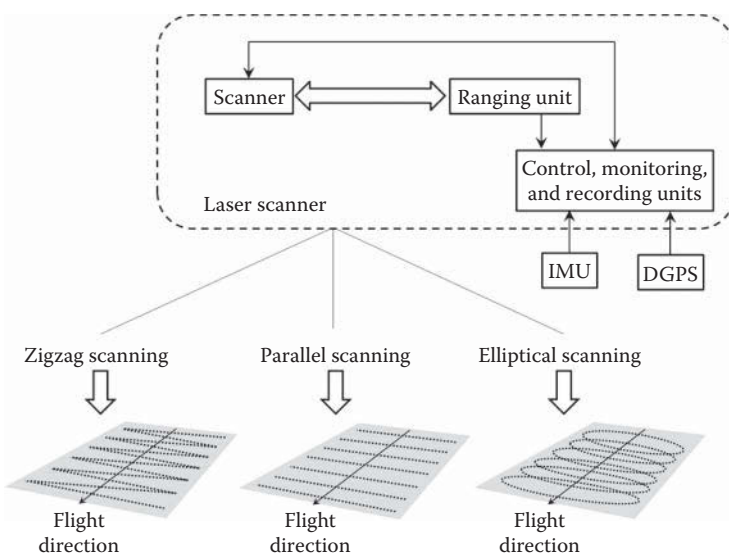 Scanner
Ranging unit
Control, monitoring,
and recording units
Laser scanner
IMU
DGPS
Zigzag scanning
Parallel scanning
Elliptical scanning
Flight
direction
Flight
direction
Flight
direction